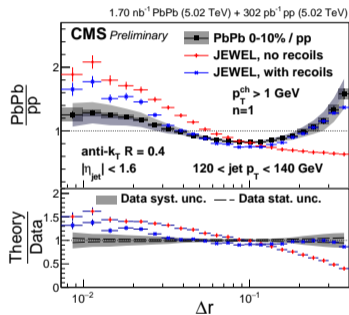 1.70 nb⁻¹ PbPb (5.02 TeV) + 302 pb⁻¹ pp (5.02 TeV)
CMS Preliminary
PbPb 0-10% / pp
JEWEL, no recoils
JEWEL, with recoils
p_T^ch > 1 GeV
n=1
PbPb
pp
2
1
anti-k_T R = 0.4
|η_jet| < 1.6
120 < jet p_T < 140 GeV
Data syst. unc.
Data stat. unc.
Theory
Data
2
1.5
1
0.5
0
10⁻²
10⁻¹
Δr